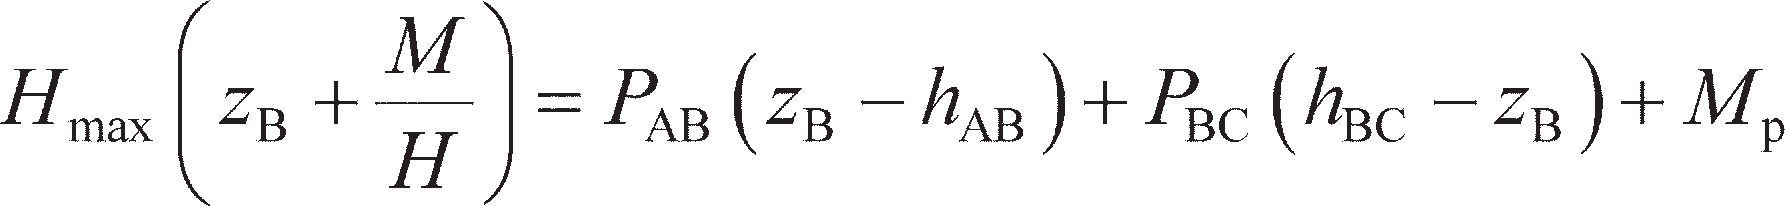 H_max ( z_B + M/H ) = P_AB ( z_B − h_AB ) + P_BC ( h_BC − z_B ) + M_p